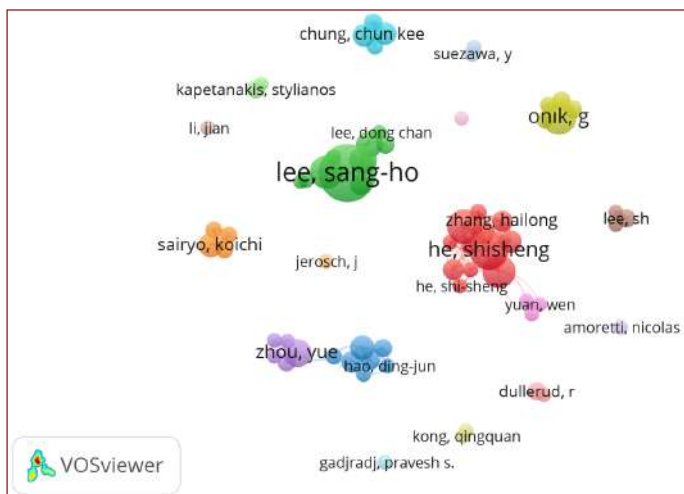 chung, chun kee
suezawa, y
kapetanakis, stylianos
onik, g
li, jian
lee, dong chan
lee, sang-ho
zhang, hailong
lee, sh
sairyo, koichi
he, shisheng
jerosch, j
he, shi-sheng
yuan, wen
amoretti, nicolas
zhou, yue
hao, ding-jun
dullerud, r
kong, qingquan
gadjradj, pravesh s.
VOSviewer